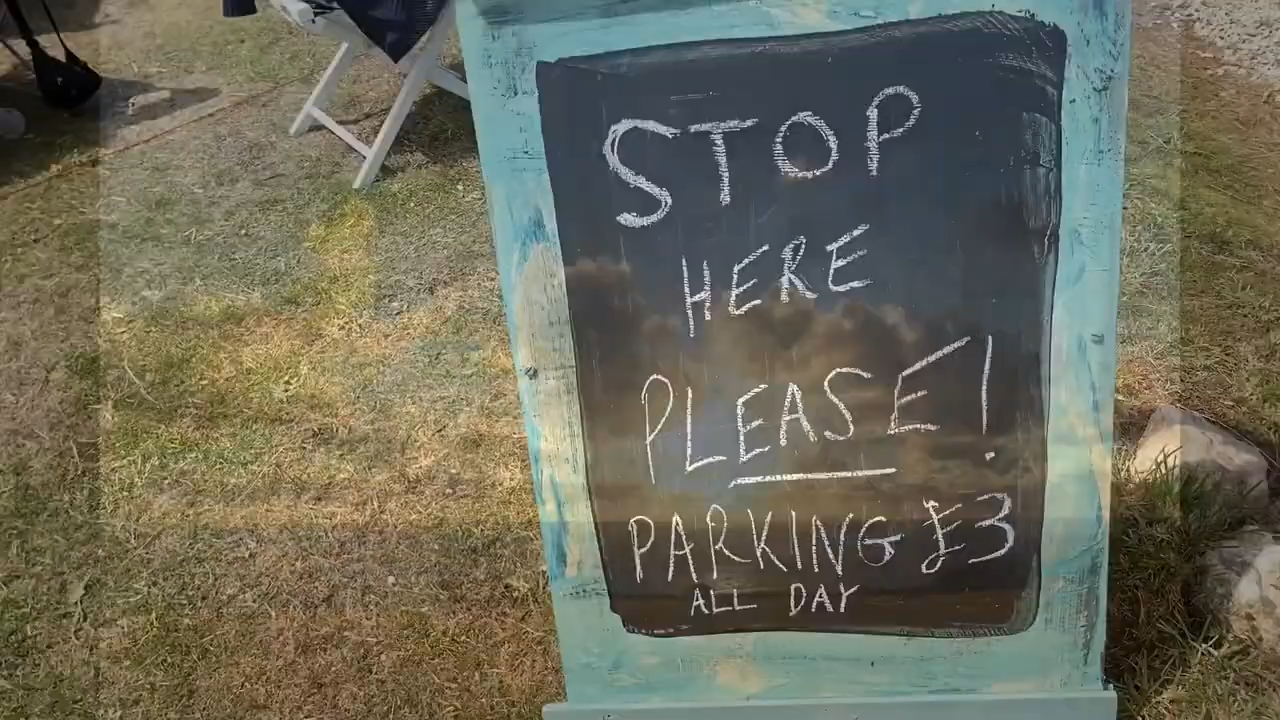 STOP
HERE
PLEASE!
PARKING £3
ALL DAY